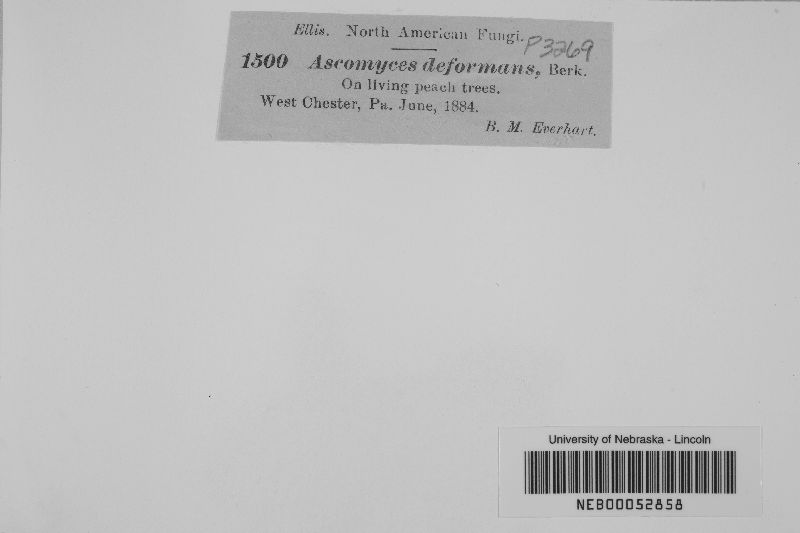 Ellis. North American Fungi.
P3269
1500 Ascomyces deformans, Berk.
On living peach trees.
West Chester, Pa. June, 1884.
B. M. Everhart.
University of Nebraska - Lincoln
NEB00052858